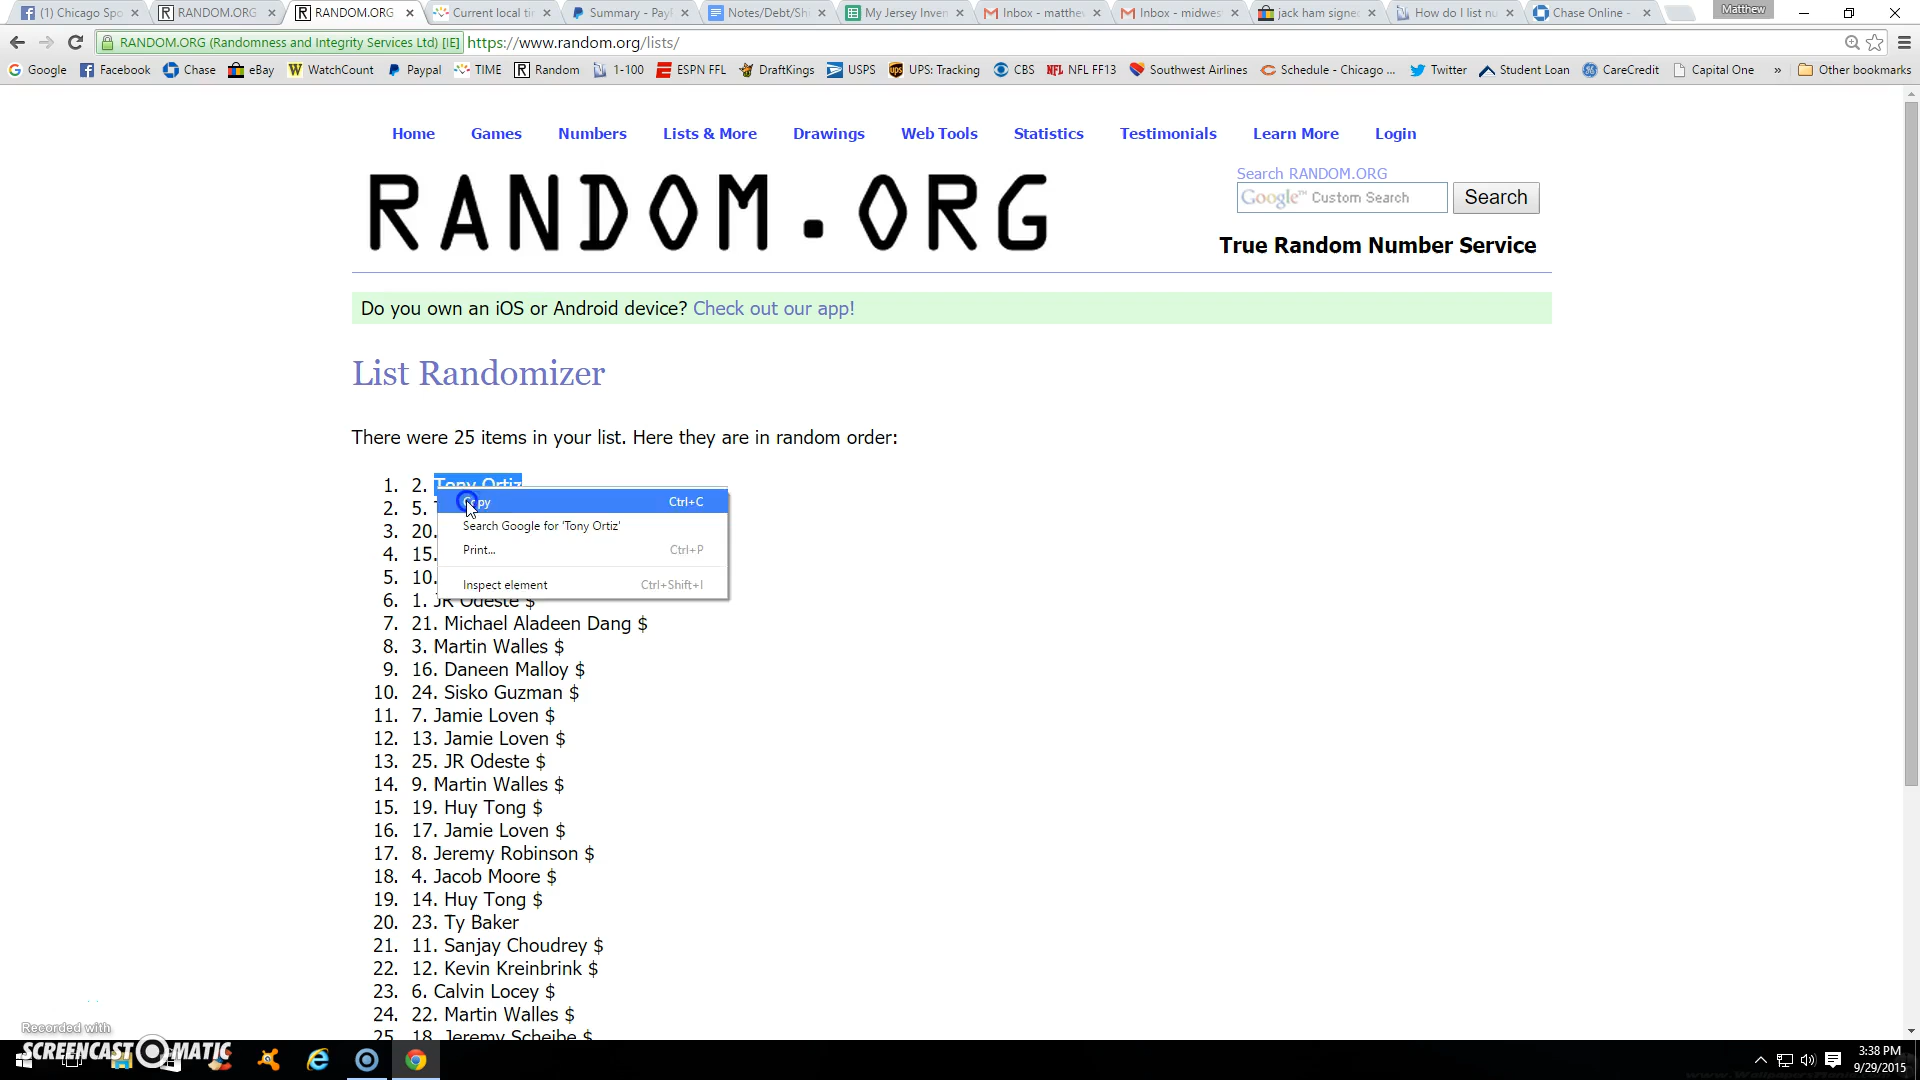 (1) Chicago Spo
RANDOM.ORG
RANDOM.ORG
Current local ti
Summary - Pay
Notes/Debt/Shi
My Jersey Inven
Inbox - matthe
Inbox - midwes
jack ham signe
How do I list nu
Chase Online -
Matthew
RANDOM.ORG (Randomness and Integrity Services Ltd) [IE] https://www.random.org/lists/
Google Facebook Chase eBay WatchCount Paypal TIME Random 1-100 ESPN FFL DraftKings USPS UPS: Tracking CBS NFL FF13 Southwest Airlines Schedule - Chicago ... Twitter Student Loan CareCredit Capital One » Other bookmarks
Home Games Numbers Lists & More Drawings Web Tools Statistics Testimonials Learn More Login
RANDOM.ORG
Search RANDOM.ORG
Google™ Custom Search Search
True Random Number Service
Do you own an iOS or Android device? Check out our app!
List Randomizer
There were 25 items in your list. Here they are in random order:
1. 2. Tony Ortiz
Copy Ctrl+C
2. 5.
Search Google for 'Tony Ortiz'
3. 20.
Print... Ctrl+P
4. 15.
5. 10.
Inspect element Ctrl+Shift+I
6. 1. JR Odeste $
7. 21. Michael Aladeen Dang $
8. 3. Martin Walles $
9. 16. Daneen Malloy $
10. 24. Sisko Guzman $
11. 7. Jamie Loven $
12. 13. Jamie Loven $
13. 25. JR Odeste $
14. 9. Martin Walles $
15. 19. Huy Tong $
16. 17. Jamie Loven $
17. 8. Jeremy Robinson $
18. 4. Jacob Moore $
19. 14. Huy Tong $
20. 23. Ty Baker
21. 11. Sanjay Choudrey $
22. 12. Kevin Kreinbrink $
23. 6. Calvin Locey $
24. 22. Martin Walles $
25. 18. Jeremy Scheibe $
Recorded with
SCREENCAST-O-MATIC
3:38 PM
9/29/2015